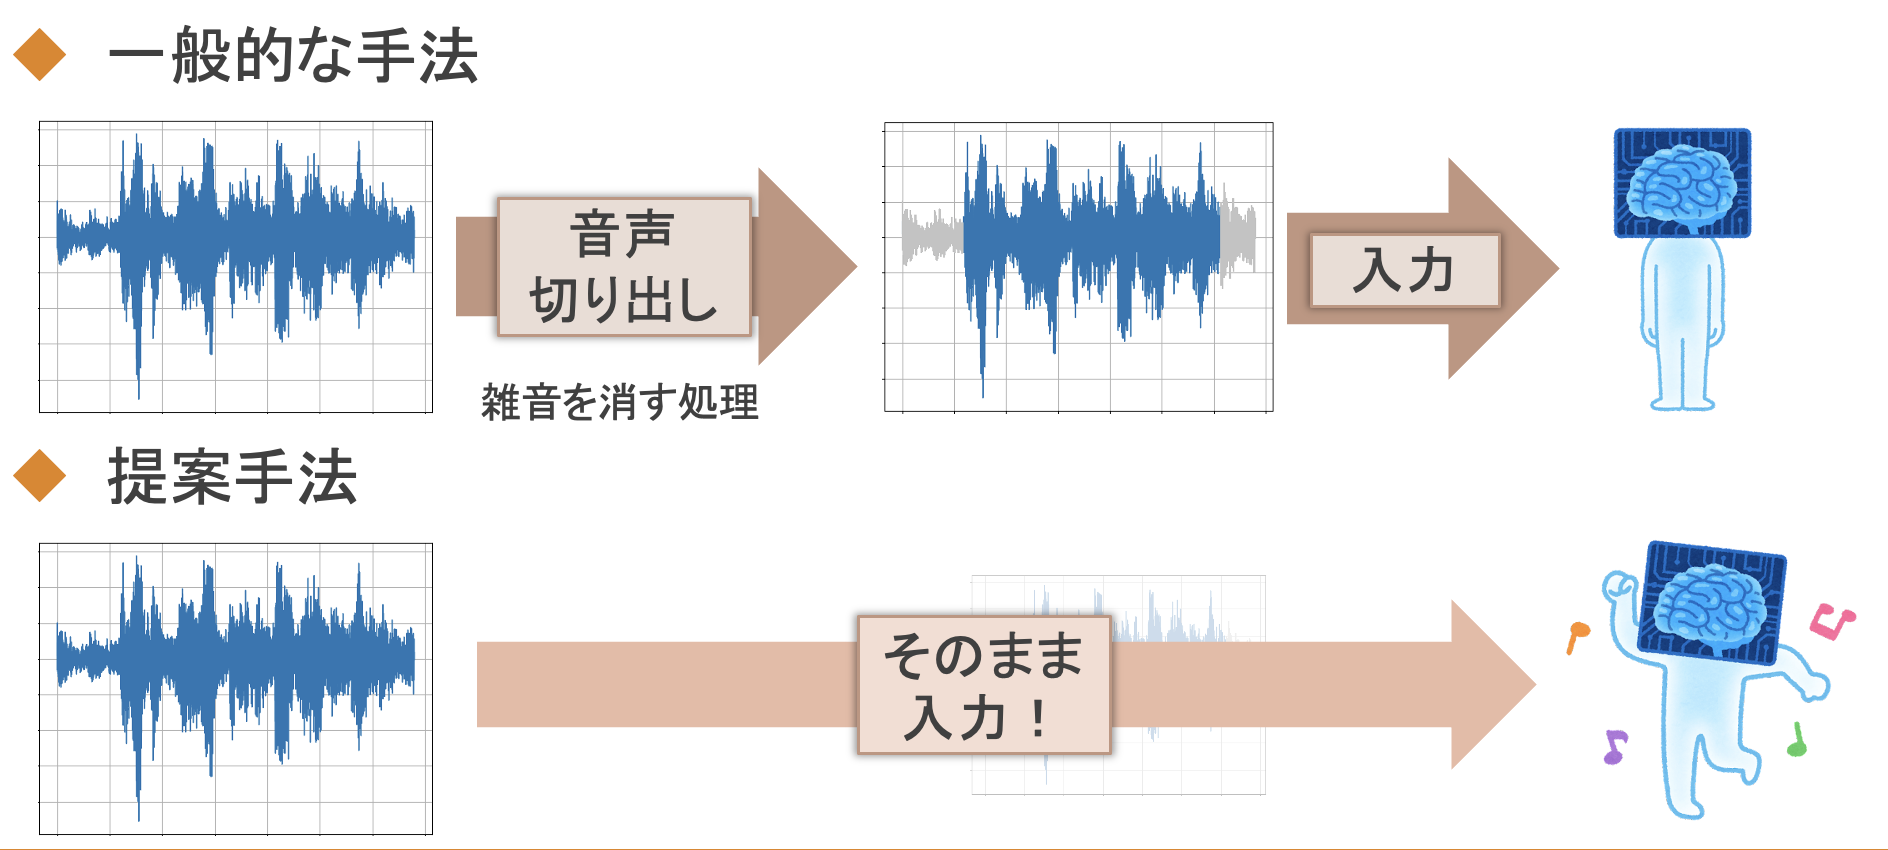 一般的な手法
音声
切り出し
入力
雑音を消す処理
提案手法
そのまま
入力！